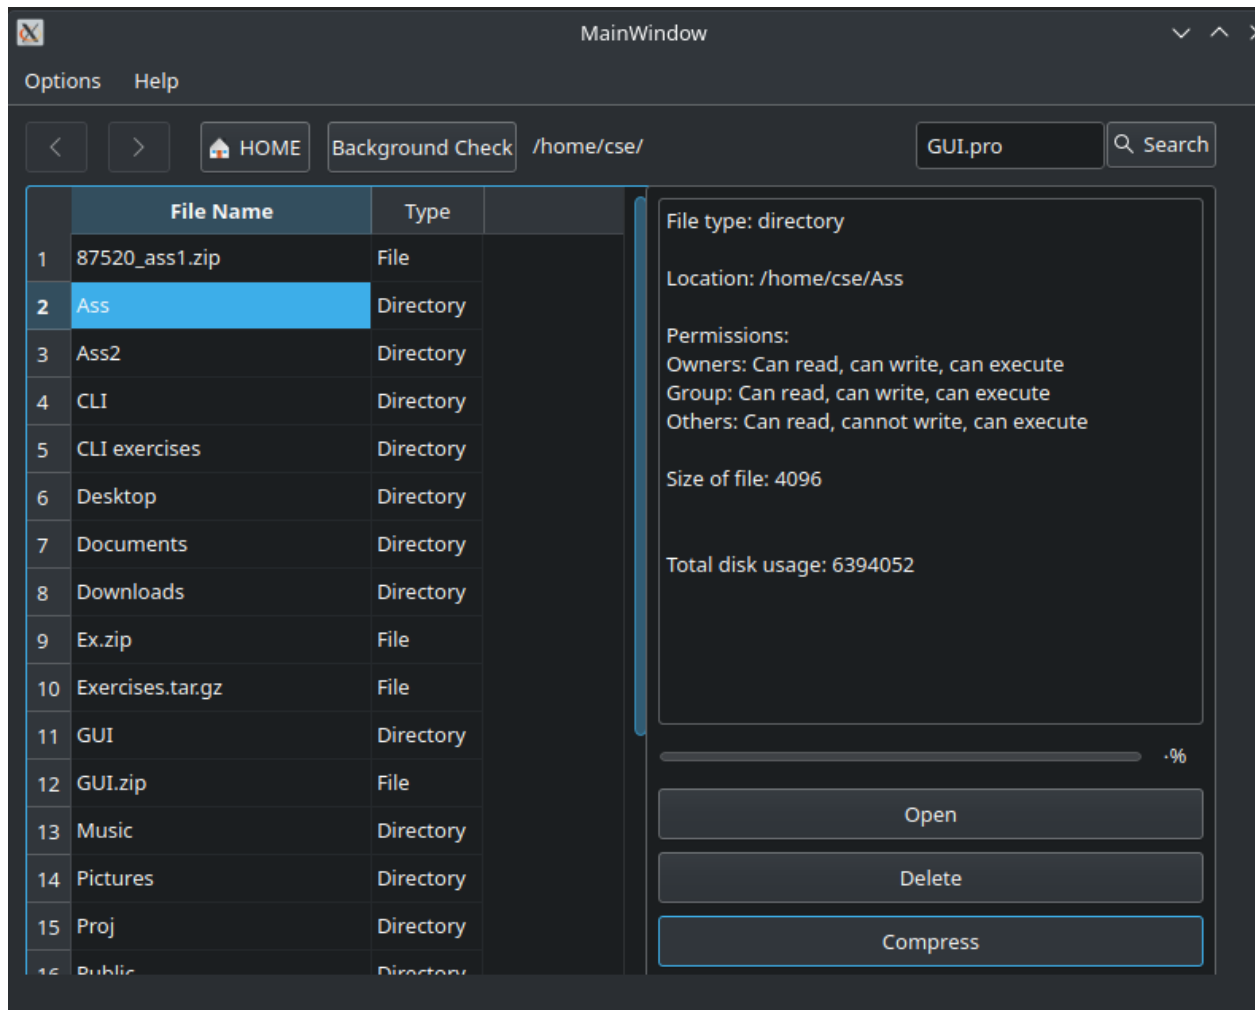 MainWindow
Options Help
HOME Background Check /home/cse/ GUI.pro Search
File Name Type
1 87520_ass1.zip File
2 Ass Directory
3 Ass2 Directory
4 CLI Directory
5 CLI exercises Directory
6 Desktop Directory
7 Documents Directory
8 Downloads Directory
9 Ex.zip File
10 Exercises.tar.gz File
11 GUI Directory
12 GUI.zip File
13 Music Directory
14 Pictures Directory
15 Proj Directory
16 Public Directory
File type: directory
Location: /home/cse/Ass
Permissions:
Owners: Can read, can write, can execute
Group: Can read, can write, can execute
Others: Can read, cannot write, can execute
Size of file: 4096
Total disk usage: 6394052
·%
Open
Delete
Compress